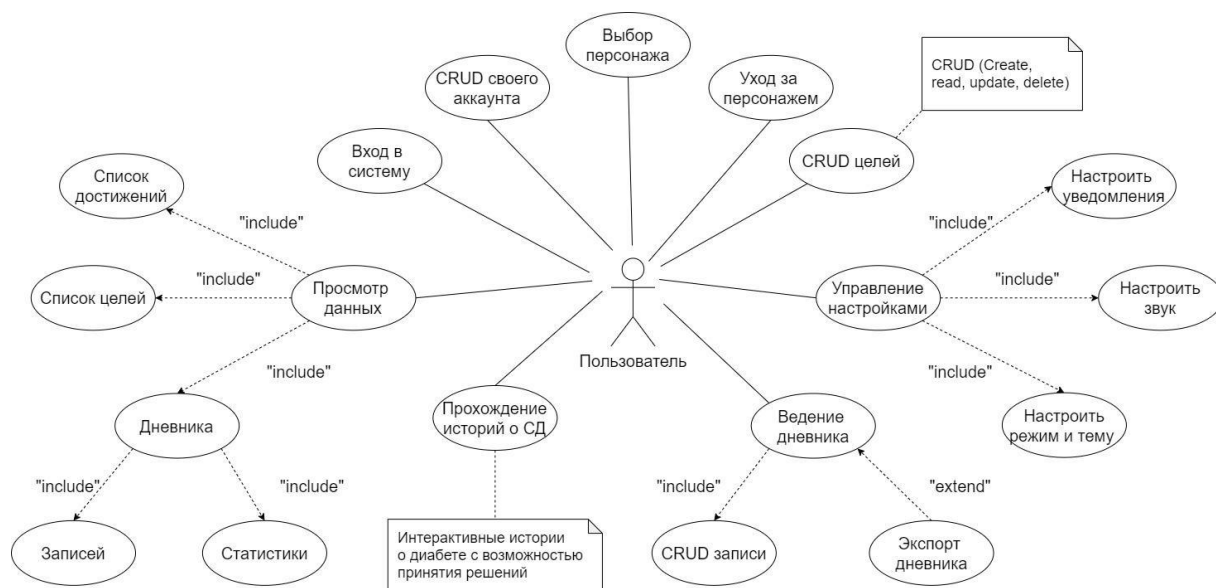 Выбор
персонажа
CRUD своего
аккаунта
Уход за
персонажем
CRUD (Create,
read, update, delete)
Вход в
систему
CRUD целей
Список
достижений
Настроить
уведомления
"include"
"include"
Список целей
"include"
Просмотр
данных
Управление
настройками
"include"
Настроить
звук
Пользователь
"include"
"include"
Дневника
Прохождение
историй о СД
Ведение
дневника
Настроить
режим и тему
"include"
"include"
"include"
"extend"
Записей
Статистики
Интерактивные истории
о диабете с возможностью
принятия решений
CRUD записи
Экспорт
дневника